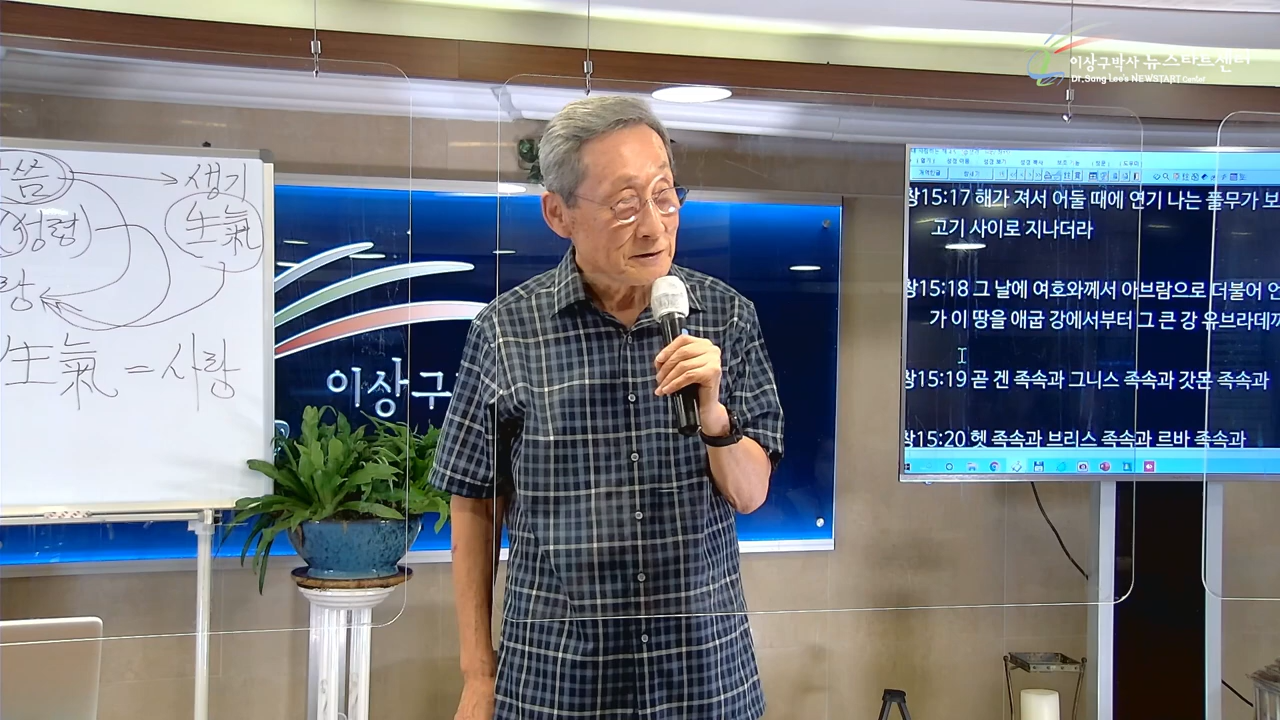 이상구박사 뉴스타트센터
Dr. Sang Lee's NEWSTART Center
생기
生氣
성령
生氣 = 사랑
이상구
창15:17 해가 져서 어둘 때에 연기 나는 풀무가 보
고기 사이로 지나더라
창15:18 그 날에 여호와께서 아브람으로 더불어 언
가 이 땅을 애굽 강에서부터 그 큰 강 유브라데까
창15:19 곧 겐 족속과 그니스 족속과 갓몬 족속과
창15:20 헷 족속과 브리스 족속과 르바 족속과